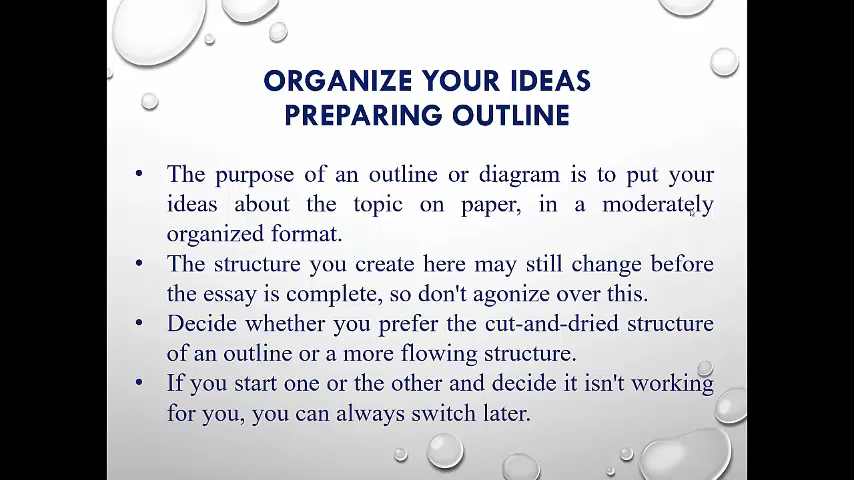 ORGANIZE YOUR IDEAS
PREPARING OUTLINE
• The purpose of an outline or diagram is to put your
ideas about the topic on paper, in a moderately
organized format.
• The structure you create here may still change before
the essay is complete, so don't agonize over this.
• Decide whether you prefer the cut-and-dried structure
of an outline or a more flowing structure.
• If you start one or the other and decide it isn't working
for you, you can always switch later.